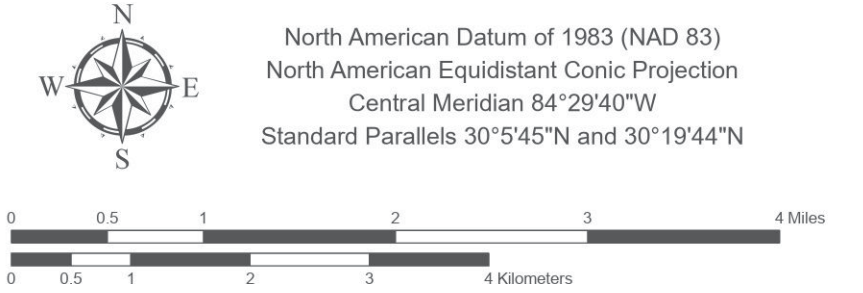 N
W E
S
North American Datum of 1983 (NAD 83)
North American Equidistant Conic Projection
Central Meridian 84°29'40"W
Standard Parallels 30°5'45"N and 30°19'44"N
0 0.5 1 2 3 4 Miles
0 0.5 1 2 3 4 Kilometers